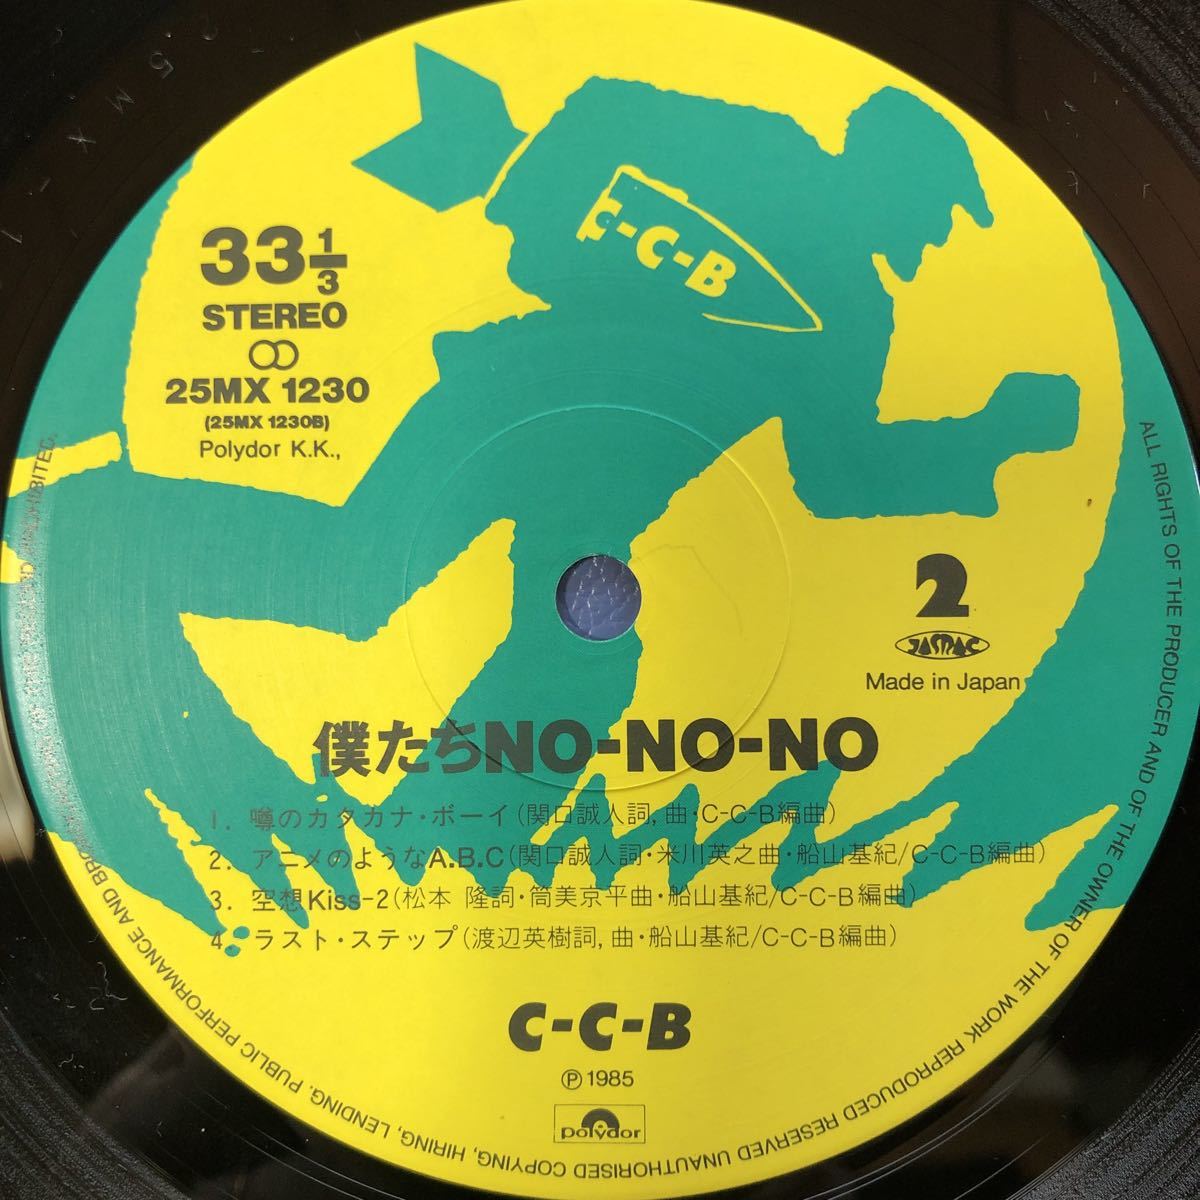 C-C-B
33 1/3
STEREO
25MX 1230
(25MX 1230B)
Polydor K.K.,
2
JASRAC
Made in Japan
僕たちNO-NO-NO
1. 噂のカタカナ・ボーイ(関口誠人詞,曲・C-C-B編曲)
2. アニメのようなA.B.C(関口誠人詞・米川英之曲・船山基紀/C-C-B編曲)
3. 空想Kiss-2(松本 隆詞・筒美京平曲・船山基紀/C-C-B編曲)
4. ラスト・ステップ(渡辺英樹詞,曲・船山基紀/C-C-B編曲)
C-C-B
Ⓟ1985
polydor
ALL RIGHTS OF THE PRODUCER AND OF THE OWNER OF THE WORK REPRODUCED RESERVED UNAUTHORISED COPYING, HIRING, LENDING, PUBLIC PERFORMANCE AND